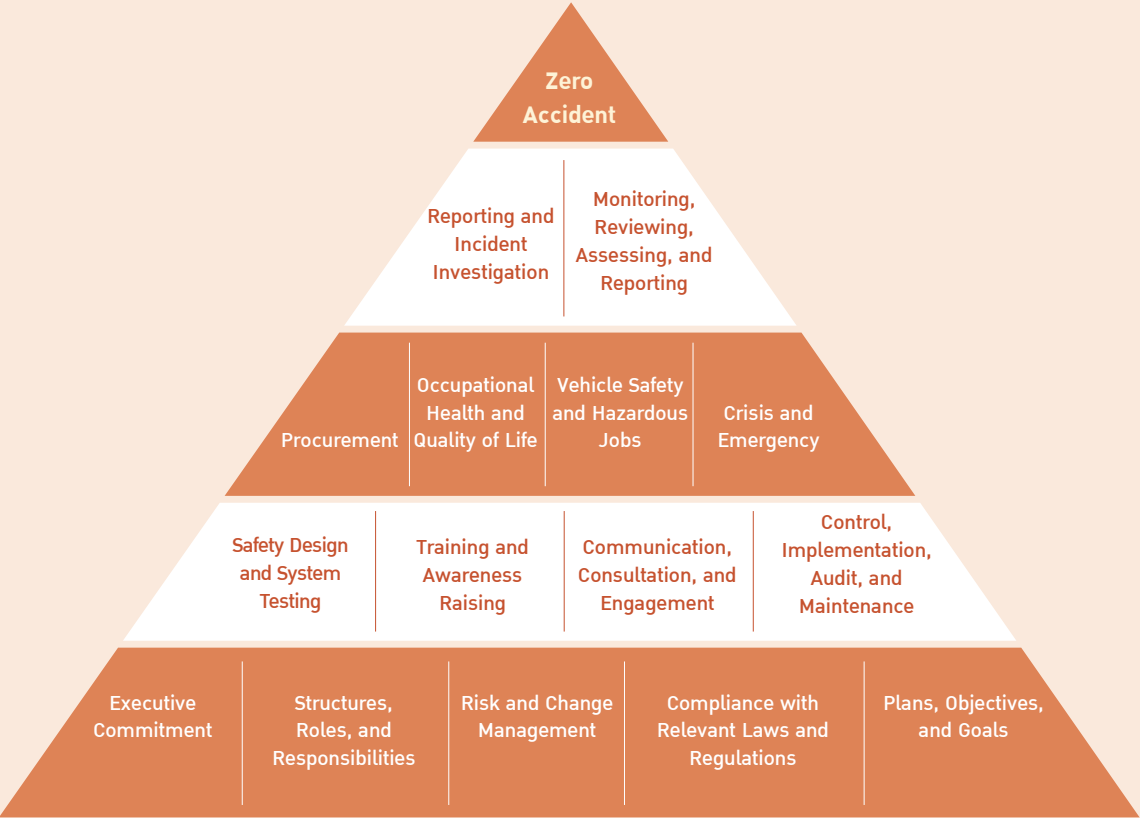 Zero
Accident
Reporting and
Incident
Investigation
Monitoring,
Reviewing,
Assessing, and
Reporting
Procurement
Occupational
Health and
Quality of Life
Vehicle Safety
and Hazardous
Jobs
Crisis and
Emergency
Safety Design
and System
Testing
Training and
Awareness
Raising
Communication,
Consultation, and
Engagement
Control,
Implementation,
Audit, and
Maintenance
Executive
Commitment
Structures,
Roles, and
Responsibilities
Risk and Change
Management
Compliance with
Relevant Laws and
Regulations
Plans, Objectives,
and Goals